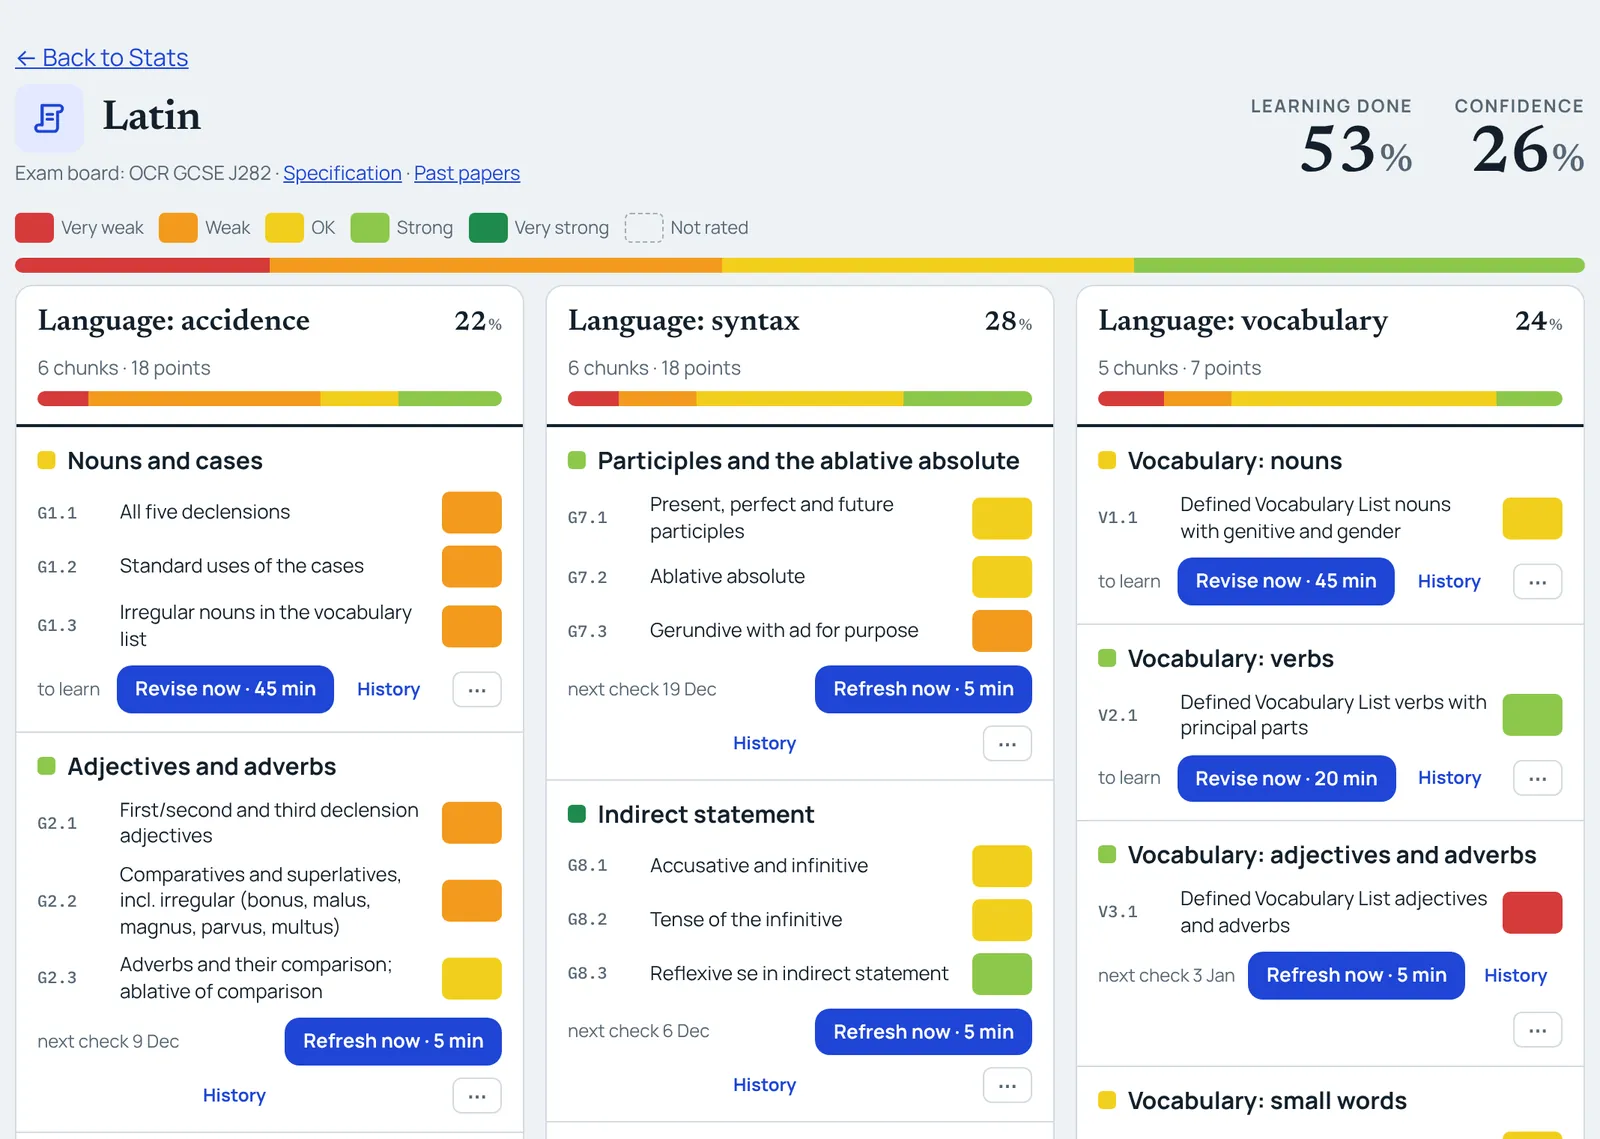 ← Back to Stats
Latin
LEARNING DONE
53%
CONFIDENCE
26%
Exam board: OCR GCSE J282 · Specification · Past papers
Very weak
Weak
OK
Strong
Very strong
Not rated
Language: accidence
22%
6 chunks · 18 points
Nouns and cases
G1.1 All five declensions
G1.2 Standard uses of the cases
G1.3 Irregular nouns in the vocabulary
list
to learn Revise now · 45 min History ...
Adjectives and adverbs
G2.1 First/second and third declension
adjectives
G2.2 Comparatives and superlatives,
incl. irregular (bonus, malus,
magnus, parvus, multus)
G2.3 Adverbs and their comparison;
ablative of comparison
next check 9 Dec Refresh now · 5 min
History ...
Language: syntax
28%
6 chunks · 18 points
Participles and the ablative absolute
G7.1 Present, perfect and future
participles
G7.2 Ablative absolute
G7.3 Gerundive with ad for purpose
next check 19 Dec Refresh now · 5 min
History ...
Indirect statement
G8.1 Accusative and infinitive
G8.2 Tense of the infinitive
G8.3 Reflexive se in indirect statement
next check 6 Dec Refresh now · 5 min
History ...
Language: vocabulary
24%
5 chunks · 7 points
Vocabulary: nouns
V1.1 Defined Vocabulary List nouns
with genitive and gender
to learn Revise now · 45 min History ...
Vocabulary: verbs
V2.1 Defined Vocabulary List verbs with
principal parts
to learn Revise now · 20 min History ...
Vocabulary: adjectives and adverbs
V3.1 Defined Vocabulary List adjectives
and adverbs
next check 3 Jan Refresh now · 5 min History
...
Vocabulary: small words